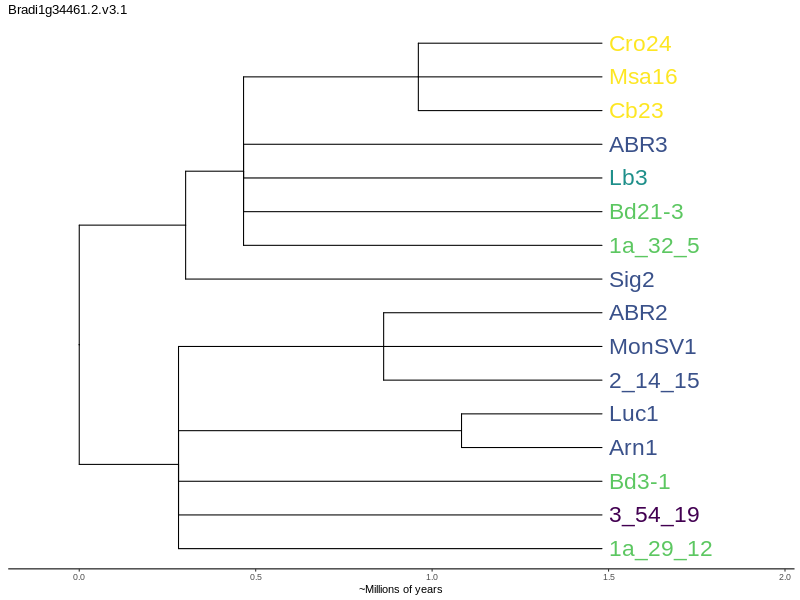 Bradi1g34461.2.v3.1
Cro24
Msa16
Cb23
ABR3
Lb3
Bd21-3
1a_32_5
Sig2
ABR2
MonSV1
2_14_15
Luc1
Arn1
Bd3-1
3_54_19
1a_29_12
0.0 0.5 1.0 1.5 2.0
~Millions of years